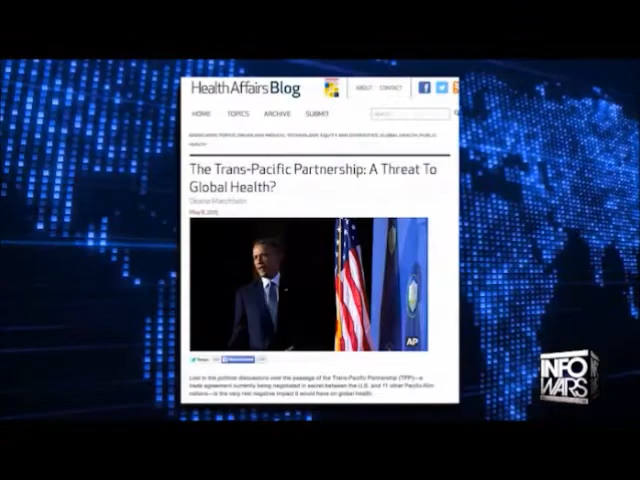 HealthAffairsBlog
ABOUT
CONTACT
HOME
TOPICS
ARCHIVE
SUBMIT
The Trans-Pacific Partnership: A Threat To
Global Health?
AP
Lost in the political discussions over the passage of the Trans-Pacific Partnership (TPP)—a
trade agreement currently being negotiated in secret between the U.S. and 11 other Pacific-Rim
nations—is the very real negative impact it would have on global health.
INFO
WARS